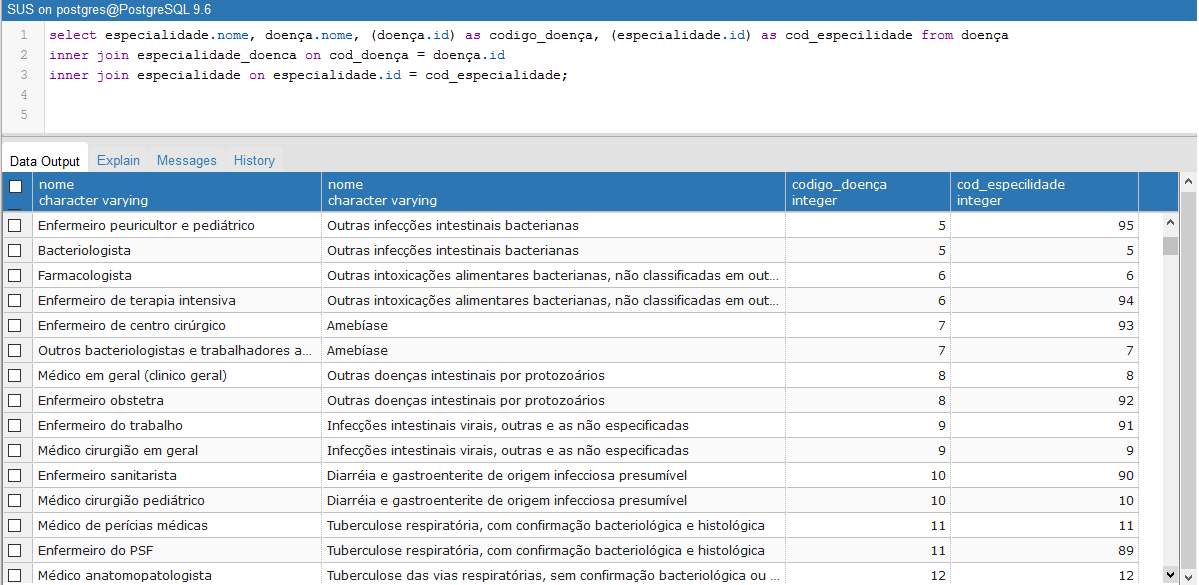 SUS on postgres@PostgreSQL 9.6
1 select especialidade.nome, doença.nome, (doença.id) as codigo_doença, (especialidade.id) as cod_especilidade from doença
2 inner join especialidade_doenca on cod_doença = doença.id
3 inner join especialidade on especialidade.id = cod_especialidade;
4
5
Data Output Explain Messages History
nome nome codigo_doença cod_especilidade
character varying character varying integer integer
Enfermeiro peuricultor e pediátrico Outras infecções intestinais bacterianas 5 95
Bacteriologista Outras infecções intestinais bacterianas 5 5
Farmacologista Outras intoxicações alimentares bacterianas, não classificadas em out... 6 6
Enfermeiro de terapia intensiva Outras intoxicações alimentares bacterianas, não classificadas em out... 6 94
Enfermeiro de centro cirúrgico Amebíase 7 93
Outros bacteriologistas e trabalhadores a... Amebíase 7 7
Médico em geral (clinico geral) Outras doenças intestinais por protozoários 8 8
Enfermeiro obstetra Outras doenças intestinais por protozoários 8 92
Enfermeiro do trabalho Infecções intestinais virais, outras e as não especificadas 9 91
Médico cirurgião em geral Infecções intestinais virais, outras e as não especificadas 9 9
Enfermeiro sanitarista Diarréia e gastroenterite de origem infecciosa presumível 10 90
Médico cirurgião pediátrico Diarréia e gastroenterite de origem infecciosa presumível 10 10
Médico de perícias médicas Tuberculose respiratória, com confirmação bacteriológica e histológica 11 11
Enfermeiro do PSF Tuberculose respiratória, com confirmação bacteriológica e histológica 11 89
Médico anatomopatologista Tuberculose das vias respiratórias, sem confirmação bacteriológica ou ... 12 12